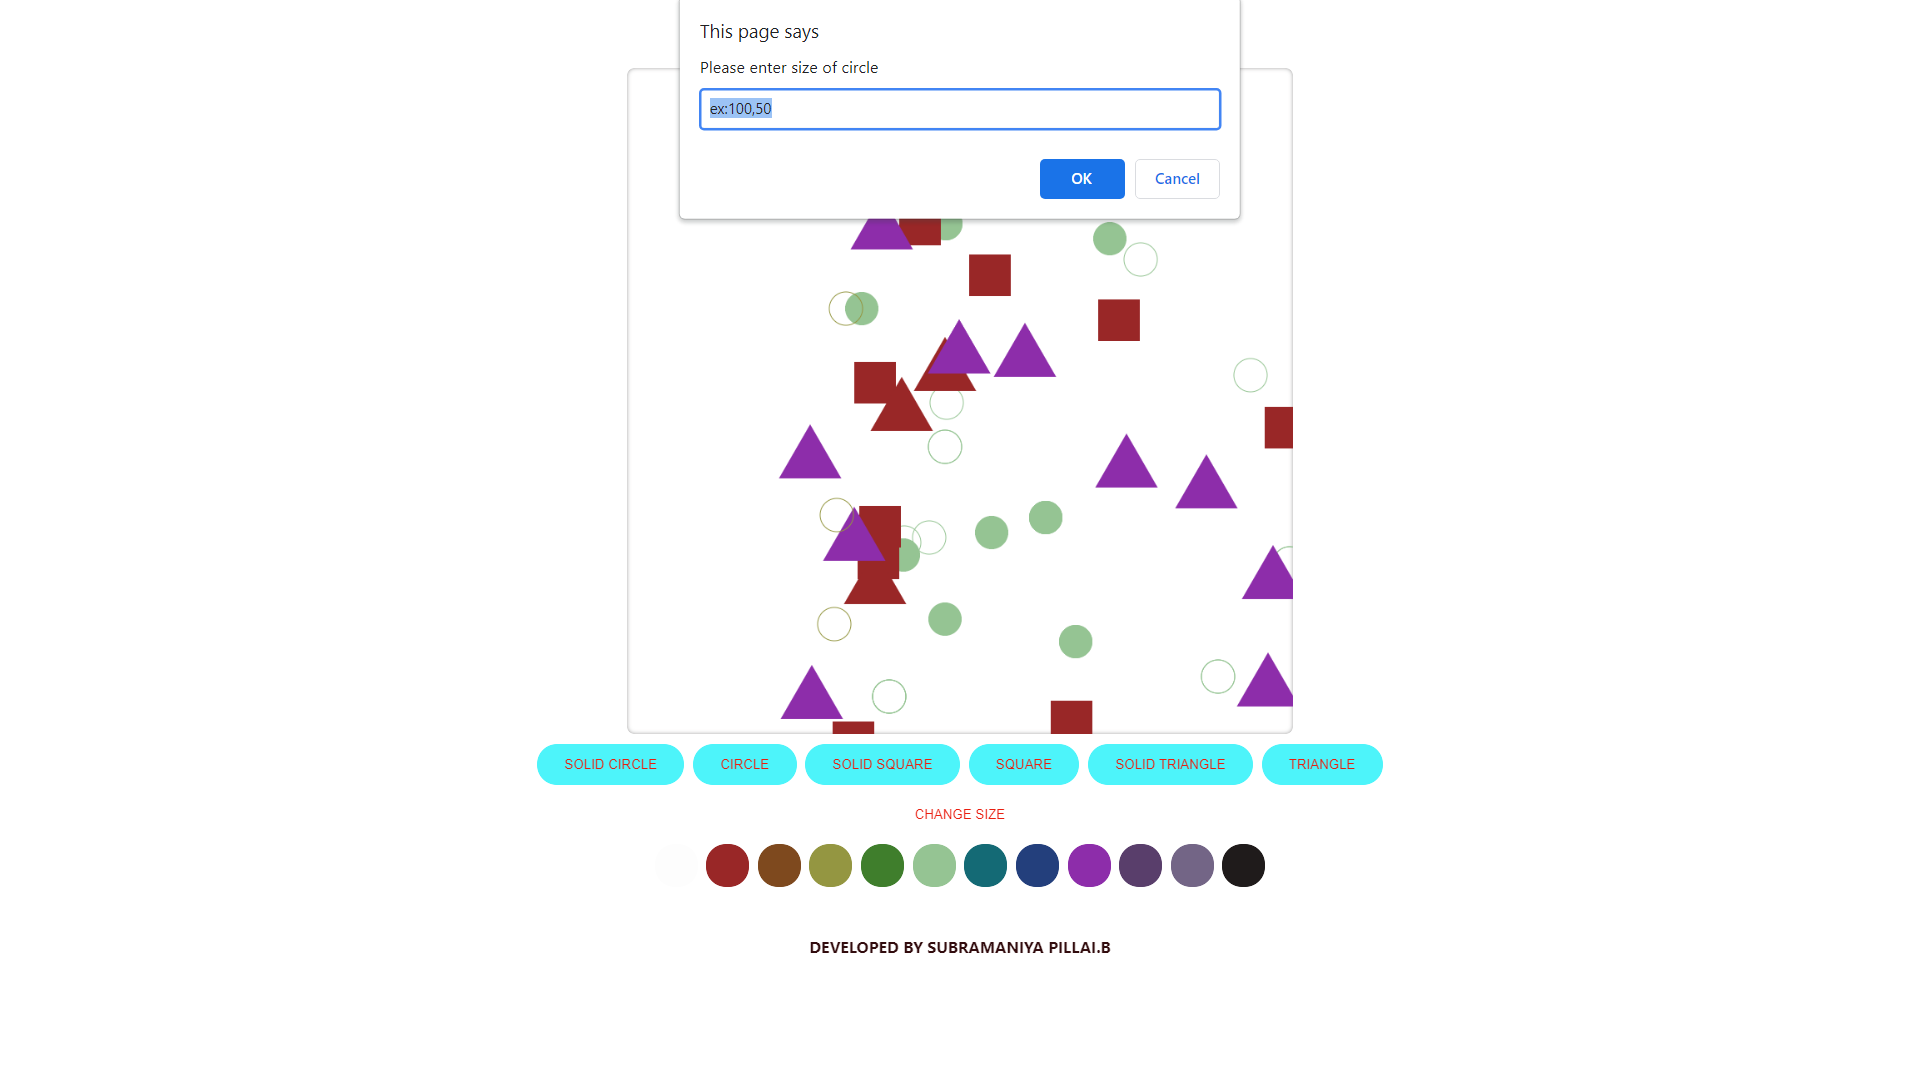 This page says
Please enter size of circle
ex:100,50
OK Cancel
SOLID CIRCLE CIRCLE SOLID SQUARE SQUARE SOLID TRIANGLE TRIANGLE
CHANGE SIZE
DEVELOPED BY SUBRAMANIYA PILLAI.B